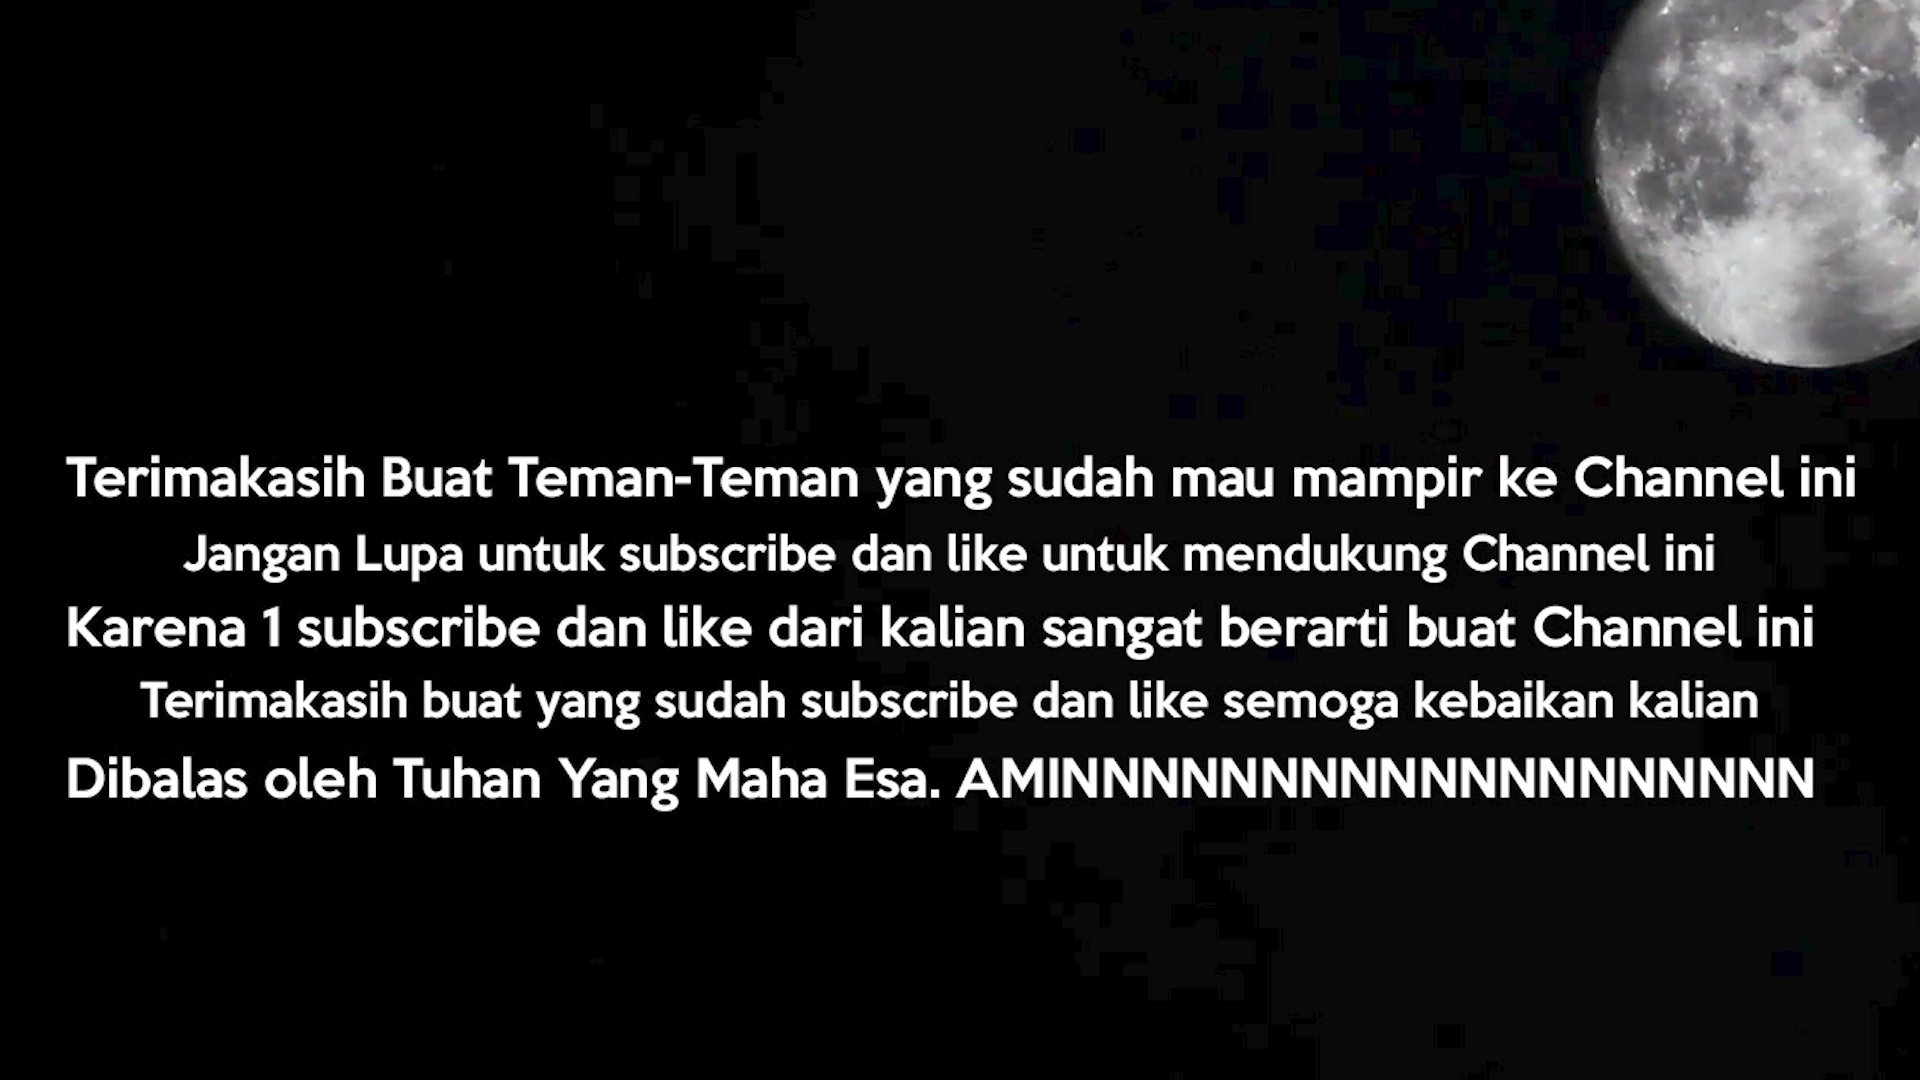 Terimakasih Buat Teman-Teman yang sudah mau mampir ke Channel ini
Jangan Lupa untuk subscribe dan like untuk mendukung Channel ini
Karena 1 subscribe dan like dari kalian sangat berarti buat Channel ini
Terimakasih buat yang sudah subscribe dan like semoga kebaikan kalian
Dibalas oleh Tuhan Yang Maha Esa. AMINNNNNNNNNNNNNNNNNNN